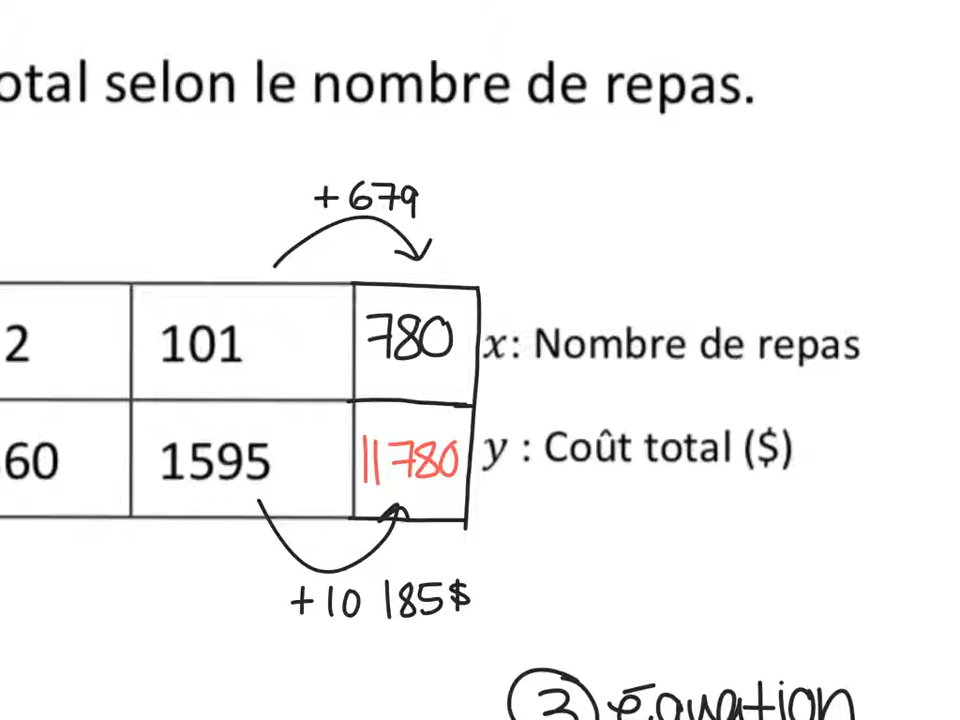 otal selon le nombre de repas.
+679
2 101 780 x: Nombre de repas
60 1595 11780 y : Coût total ($)
+10 185$
③ équation